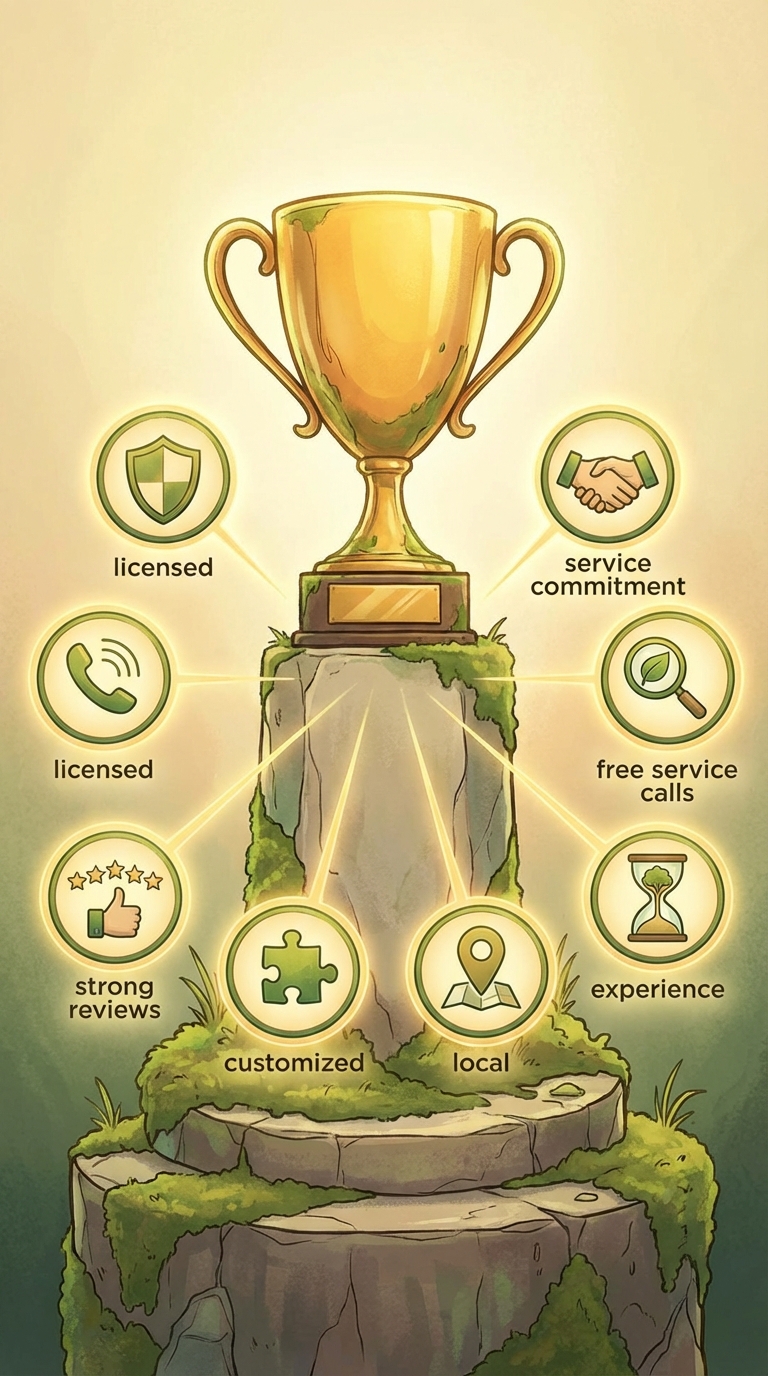 licensed
service
commitment
licensed
free service
calls
strong
reviews
experience
customized
local